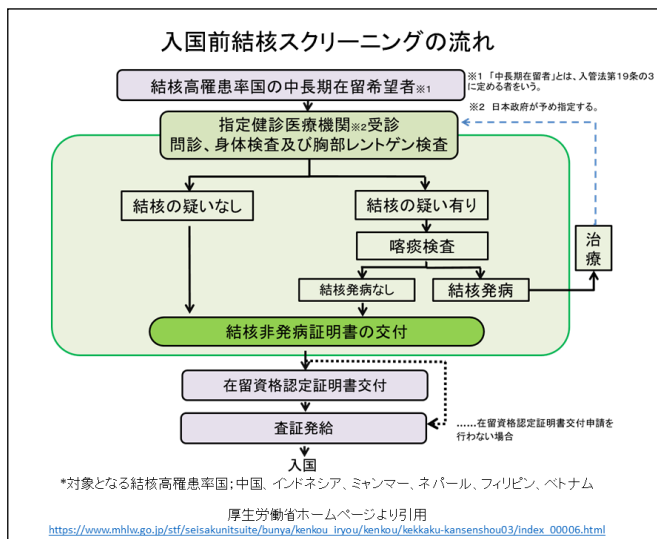 入国前結核スクリーニングの流れ
結核高罹患率国の中長期在留希望者※1
※1 「中長期在留者」とは、入管法第19条の3
に定める者をいう。
※2 日本政府が予め指定する。
指定健診医療機関※2受診
問診、身体検査及び胸部レントゲン検査
結核の疑いなし
結核の疑い有り
喀痰検査
治療
結核発病なし
結核発病
結核非発病証明書の交付
在留資格認定証明書交付
査証発給
……在留資格認定証明書交付申請を
行わない場合
入国
*対象となる結核高罹患率国；中国、インドネシア、ミャンマー、ネパール、フィリピン、ベトナム
厚生労働省ホームページより引用
https://www.mhlw.go.jp/stf/seisakunitsuite/bunya/kenkou_iryou/kenkou/kekkaku-kansenshou03/index_00006.html